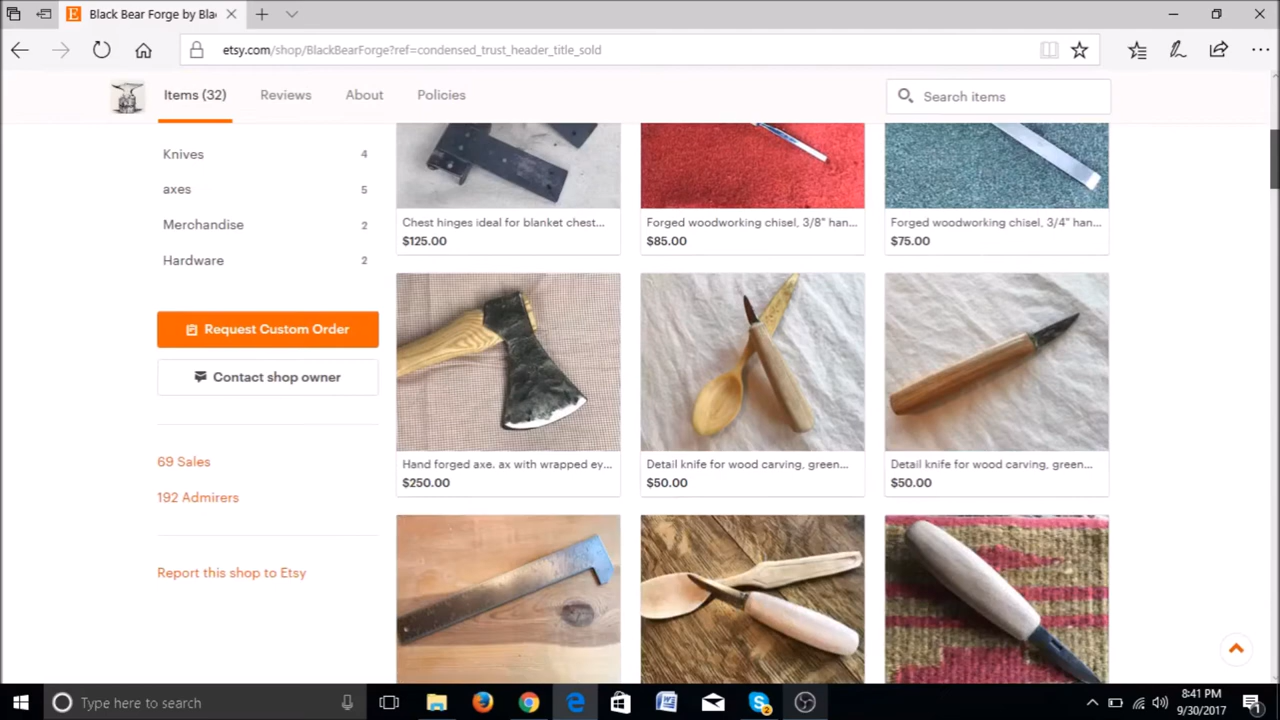 Black Bear Forge by Bla
etsy.com/shop/BlackBearForge?ref=condensed_trust_header_title_sold
Items (32)
Reviews
About
Policies
Search items
Knives 4
axes 5
Merchandise 2
Hardware 2
Request Custom Order
Contact shop owner
69 Sales
192 Admirers
Report this shop to Etsy
Chest hinges ideal for blanket chest...
$125.00
Forged woodworking chisel, 3/8" han...
$85.00
Forged woodworking chisel, 3/4" han...
$75.00
Hand forged axe. ax with wrapped ey...
$250.00
Detail knife for wood carving, green...
$50.00
Detail knife for wood carving, green...
$50.00
Type here to search
8:41 PM
9/30/2017